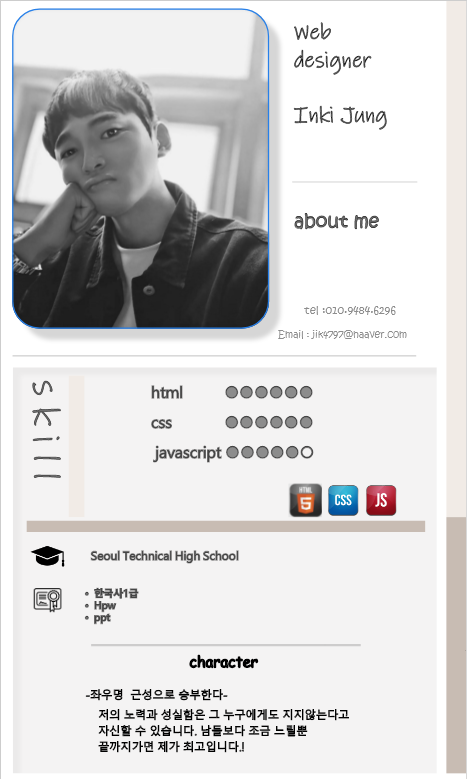 Web
designer
Inki Jung
about me
tel :010.9484.6296
Email : jik4797@naaver.com
skill
html
css
javascript
HTML
5
CSS
JS
Seoul Technical High School
• 한국사1급
• Hpw
• ppt
character
-좌우명 근성으로 승부한다-
저의 노력과 성실함은 그 누구에게도 지지않는다고
자신할 수 있습니다. 남들보다 조금 느릴뿐
끝까지가면 제가 최고입니다.!